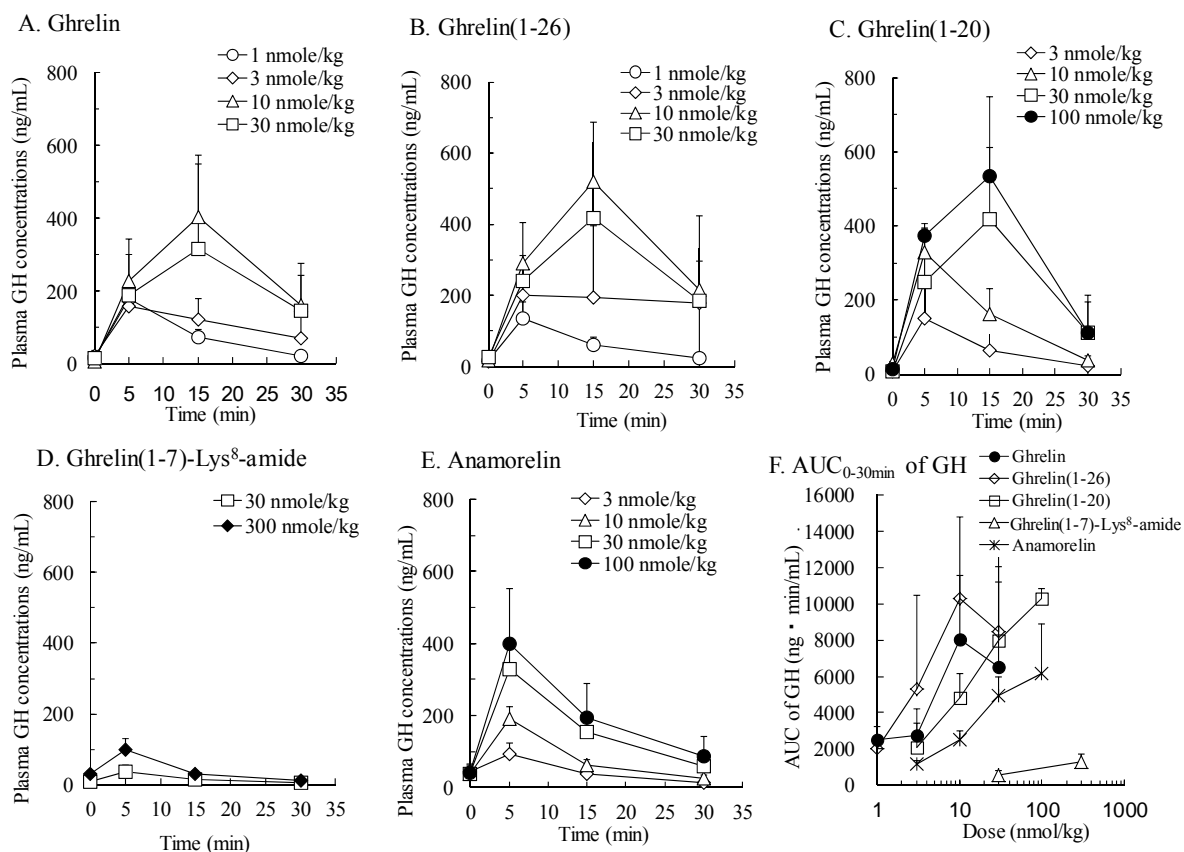 A. Ghrelin
1 nmole/kg
3 nmole/kg
10 nmole/kg
30 nmole/kg
Plasma GH concentrations (ng/mL)
800
600
400
200
0
0 5 10 15 20 25 30 35
Time (min)
B. Ghrelin(1-26)
1 nmole/kg
3 nmole/kg
10 nmole/kg
30 nmole/kg
Plasma GH concentrations (ng/mL)
800
600
400
200
0
0 5 10 15 20 25 30 35
Time (min)
C. Ghrelin(1-20)
3 nmole/kg
10 nmole/kg
30 nmole/kg
100 nmole/kg
Plasma GH concentrations (ng/mL)
800
600
400
200
0
0 5 10 15 20 25 30 35
Time (min)
D. Ghrelin(1-7)-Lys⁸-amide
30 nmole/kg
300 nmole/kg
Plasma GH concentrations (ng/mL)
800
600
400
200
0
0 5 10 15 20 25 30 35
Time (min)
E. Anamorelin
3 nmole/kg
10 nmole/kg
30 nmole/kg
100 nmole/kg
Plasma GH concentrations (ng/mL)
800
600
400
200
0
0 5 10 15 20 25 30 35
Time (min)
F. AUC₀₋₃₀ₘᵢₙ of GH
Ghrelin
Ghrelin(1-26)
Ghrelin(1-20)
Ghrelin(1-7)-Lys⁸-amide
Anamorelin
AUC of GH (ng・min/mL)
16000
14000
12000
10000
8000
6000
4000
2000
0
1 10 100 1000
Dose (nmol/kg)